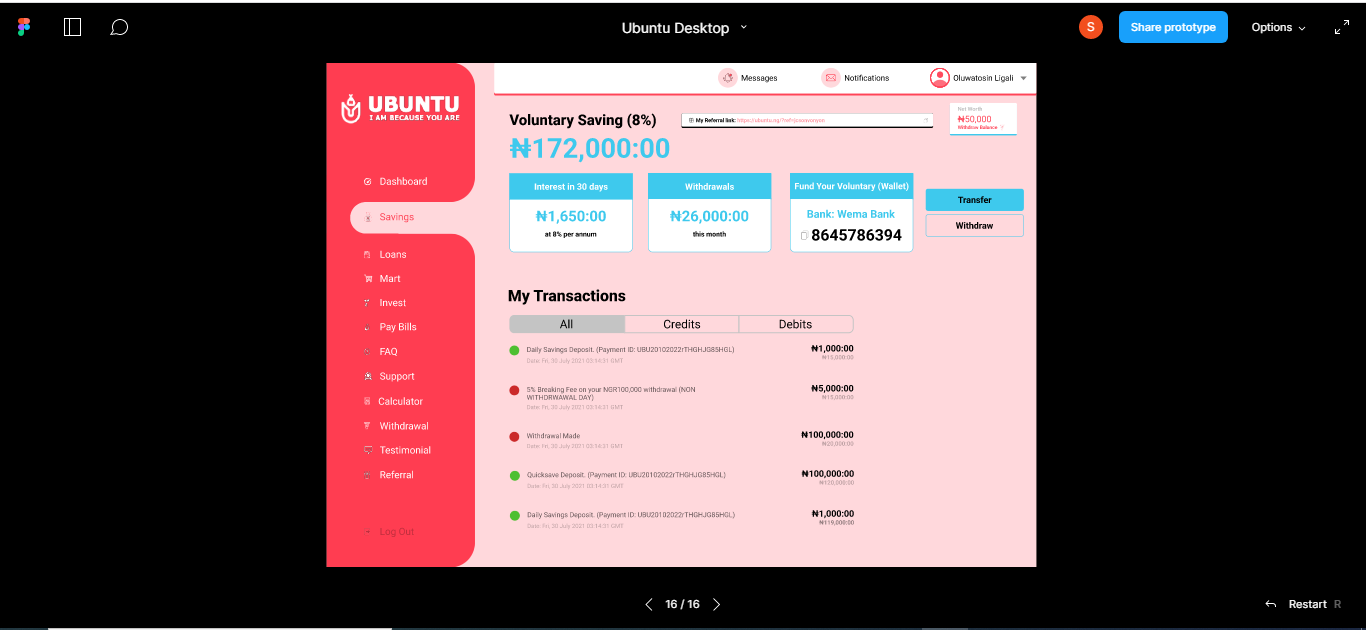 Ubuntu Desktop
S
Share prototype
Options
UBUNTU
I AM BECAUSE YOU ARE
Messages
Notifications
Oluwatosin Ligali
Voluntary Saving (8%)
My Referral link:
Net Worth
₦50,000
Withdraw Balance
₦172,000:00
Interest in 30 days
₦1,650:00
at 8% per annum
Withdrawals
₦26,000:00
this month
Fund Your Voluntary (Wallet)
Bank: Wema Bank
8645786394
Transfer
Withdraw
Dashboard
Savings
Loans
Mart
Invest
Pay Bills
FAQ
Support
Calculator
Withdrawal
Testimonial
Referral
Log Out
My Transactions
All
Credits
Debits
Daily Savings Deposit. (Payment ID: UBU20102022rTHGHJG85HGL)
₦1,000:00
Date: Fri, 30 July 2021 03:14:31 GMT
₦15,000:00
5% Breaking Fee on your NGR100,000 withdrawal (NON
WITHDRWAWAL DAY)
₦5,000:00
Date: Fri, 30 July 2021 03:14:31 GMT
₦15,000:00
Withdrawal Made
₦100,000:00
Date: Fri, 30 July 2021 03:14:31 GMT
₦20,000:00
Quicksave Deposit. (Payment ID: UBU20102022rTHGHJG85HGL)
₦100,000:00
Date: Fri, 30 July 2021 03:14:31 GMT
₦120,000:00
Daily Savings Deposit. (Payment ID: UBU20102022rTHGHJG85HGL)
₦1,000:00
Date: Fri, 30 July 2021 03:14:31 GMT
₦119,000:00
16 / 16
Restart R